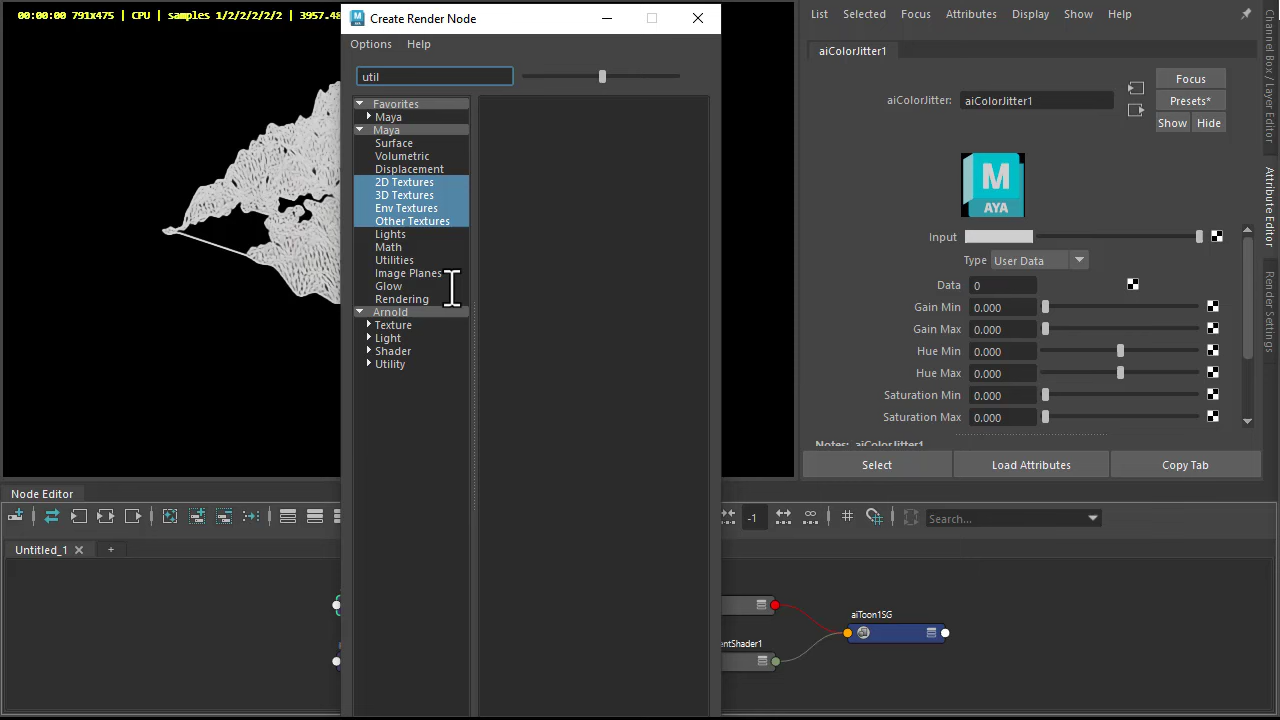 00:00:00 791x475 | CPU | samples 1/2/2/2/2/2 | 3957.48
Create Render Node
Options Help
util
Favorites
Maya
Maya
Surface
Volumetric
Displacement
2D Textures
3D Textures
Env Textures
Other Textures
Lights
Math
Utilities
Image Planes
Glow
Rendering
Arnold
Texture
Light
Shader
Utility
List Selected Focus Attributes Display Show Help
aiColorJitter1
aiColorJitter: aiColorJitter1
Focus
Presets*
Show Hide
M
AYA
Input
Type User Data
Data 0
Gain Min 0.000
Gain Max 0.000
Hue Min 0.000
Hue Max 0.000
Saturation Min 0.000
Saturation Max 0.000
Notes: aiColorJitter1
Select Load Attributes Copy Tab
Channel Box / Layer Editor
Attribute Editor
Render Settings
Node Editor
-1
Search...
Untitled_1 +
aiToon1SG
entShader1